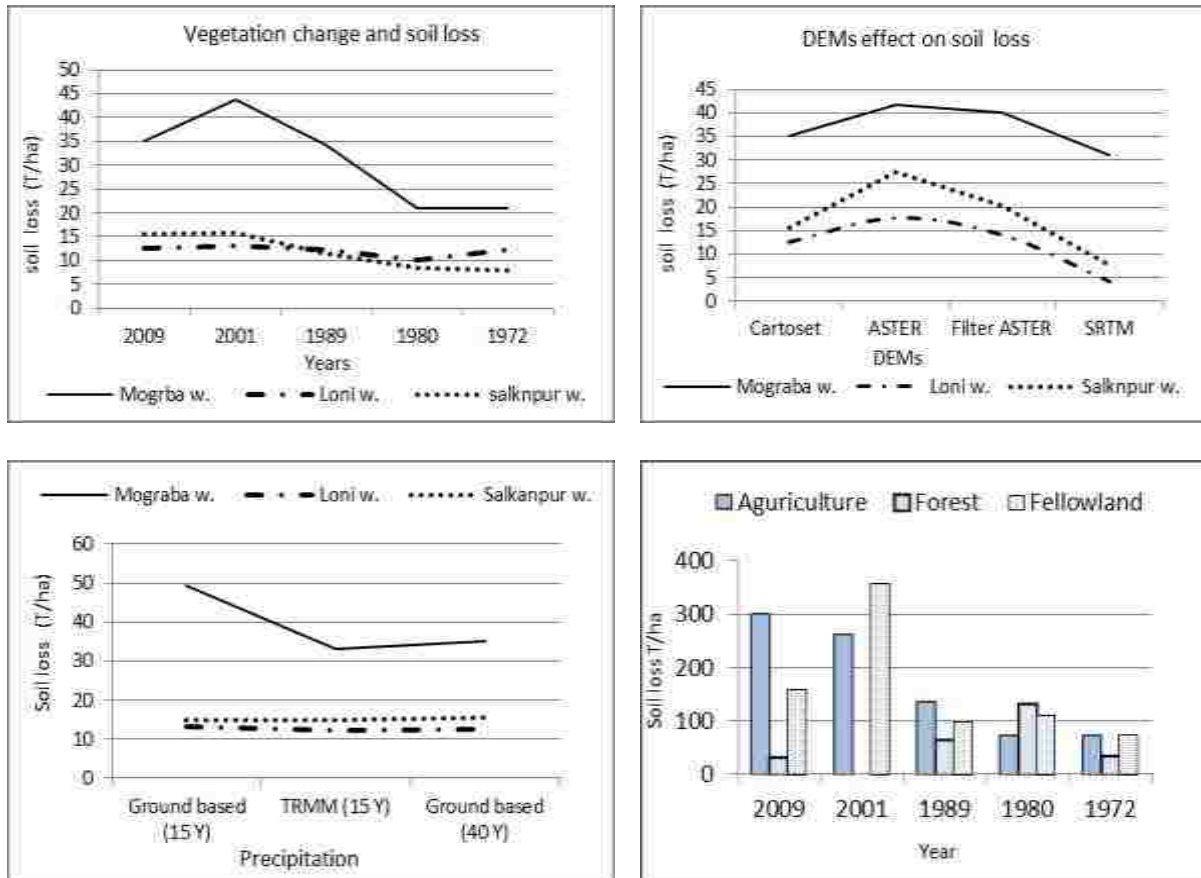 Vegetation change and soil loss
50
45
40
35
30
25
20
15
10
5
0
soil loss (T/ha)
2009 2001 1989 1980 1972
Years
Mogrba w. Loni w. salknpur w.
DEMs effect on soil loss
45
40
35
30
25
20
15
10
5
0
soil loss (T/ha)
Cartoset ASTER Filter ASTER SRTM
DEMs
Mograba w. Loni w. Salknpur w.
Mograba w. Loni w. Salkanpur w.
60
50
40
30
20
10
0
Soil loss (T/ha)
Ground based TRMM (15 Y) Ground based
(15 Y) (40 Y)
Precipitation
Aguriculture Forest Fellowland
400
300
200
100
0
Soil loss T/ha
2009 2001 1989 1980 1972
Year